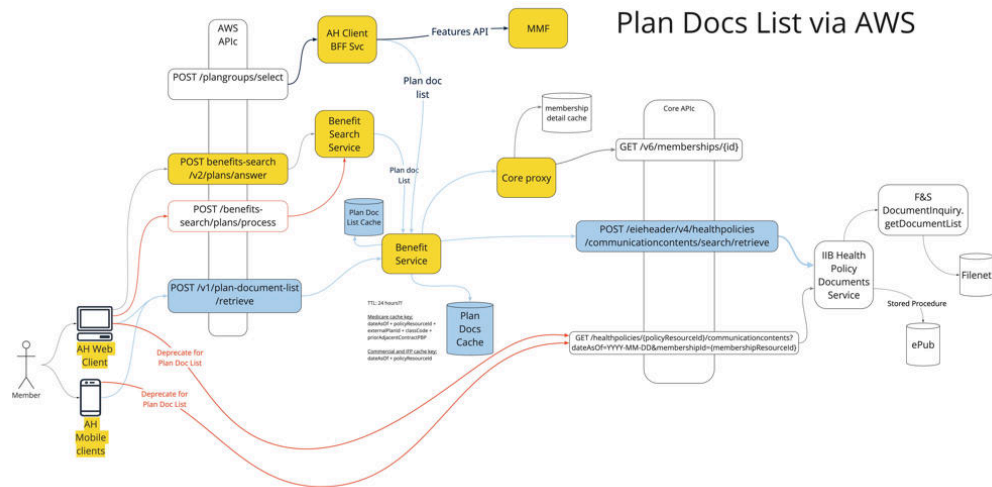 Plan Docs List via AWS
AWS
APIc
AH Client
BFF Svc
Features API
MMF
POST /plangroups/select
Plan doc
list
Benefit
Search
Service
membership
detail cache
Core APIc
POST benefits-search
/v2/plans/answer
Plan doc
List
Core proxy
GET /v6/memberships/{id}
POST /benefits-
search/plans/process
Plan Doc
List Cache
F&S
DocumentInquiry.
getDocumentList
Benefit
Service
POST /eieheader/v4/healthpolicies
/communicationcontents/search/retrieve
IIB Health
Policy
Documents
Service
Filenet
POST /v1/plan-document-list
/retrieve
TTL: 24 hours??
Medicare cache key:
dateAsOf + policyResourceId +
externalPlanId + classCode +
priorAdjacentContractPBP
Commercial and IFP cache key:
dateAsOf + policyResourceId
Plan
Docs
Cache
Stored Procedure
ePub
GET /healthpolicies/{policyResourceId}/communicationcontents?
dateAsOf=YYYY-MM-DD&membershipId={membershipResourceId}
AH Web
Client
Deprecate for
Plan Doc List
Member
Deprecate for
Plan Doc List
AH
Mobile
clients